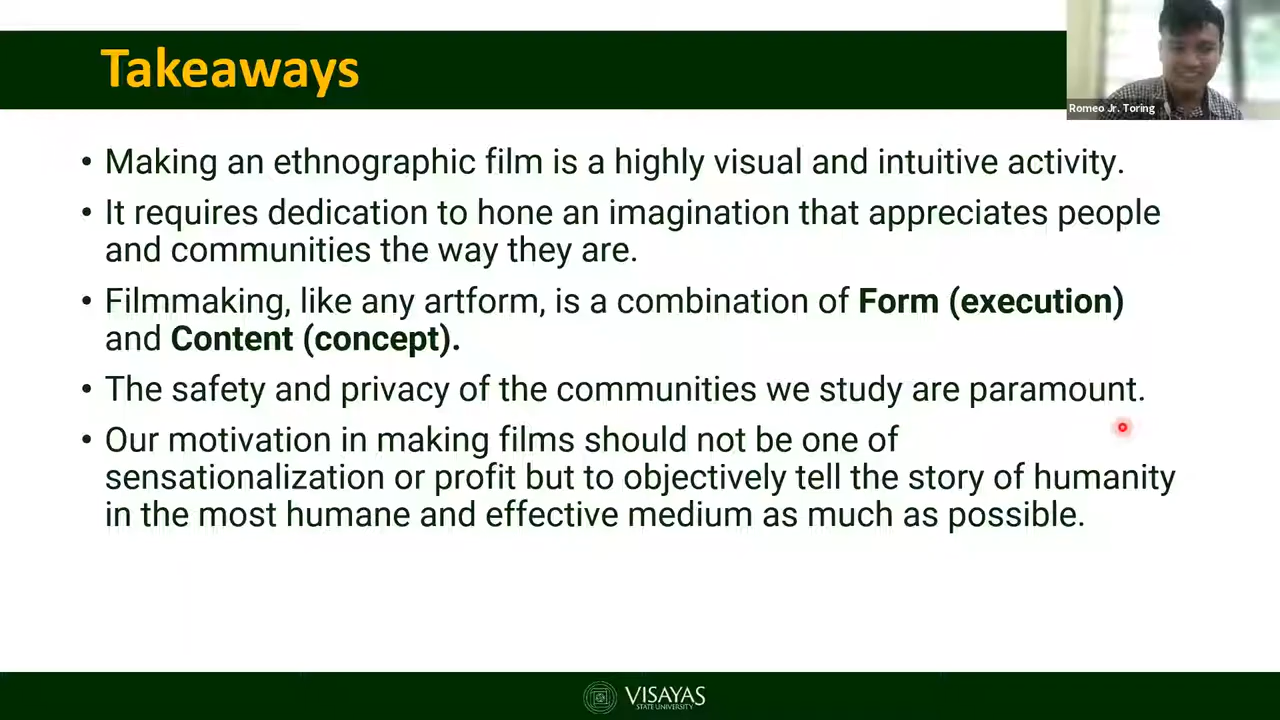 Takeaways
Romeo Jr. Toring
• Making an ethnographic film is a highly visual and intuitive activity.
• It requires dedication to hone an imagination that appreciates people
and communities the way they are.
• Filmmaking, like any artform, is a combination of Form (execution)
and Content (concept).
• The safety and privacy of the communities we study are paramount.
• Our motivation in making films should not be one of
sensationalization or profit but to objectively tell the story of humanity
in the most humane and effective medium as much as possible.
VISAYAS
STATE UNIVERSITY